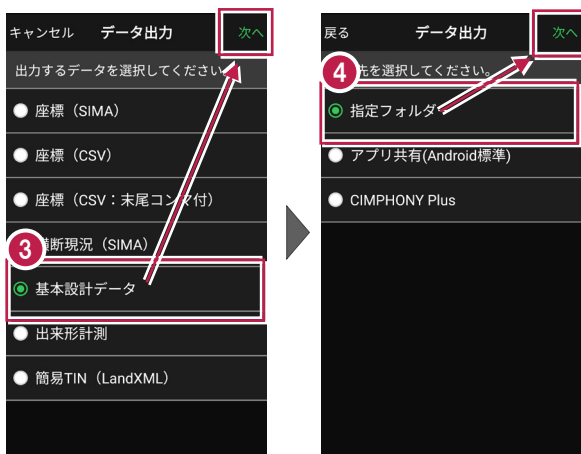 キャンセル データ出力 次へ
出力するデータを選択してください
座標（SIMA）
座標（CSV）
座標（CSV：末尾コンマ付）
3
断現況（SIMA）
基本設計データ
出来形計測
簡易TIN（LandXML）
戻る データ出力 次へ
4
先を選択してください。
指定フォルダ
アプリ共有(Android標準)
CIMPHONY Plus